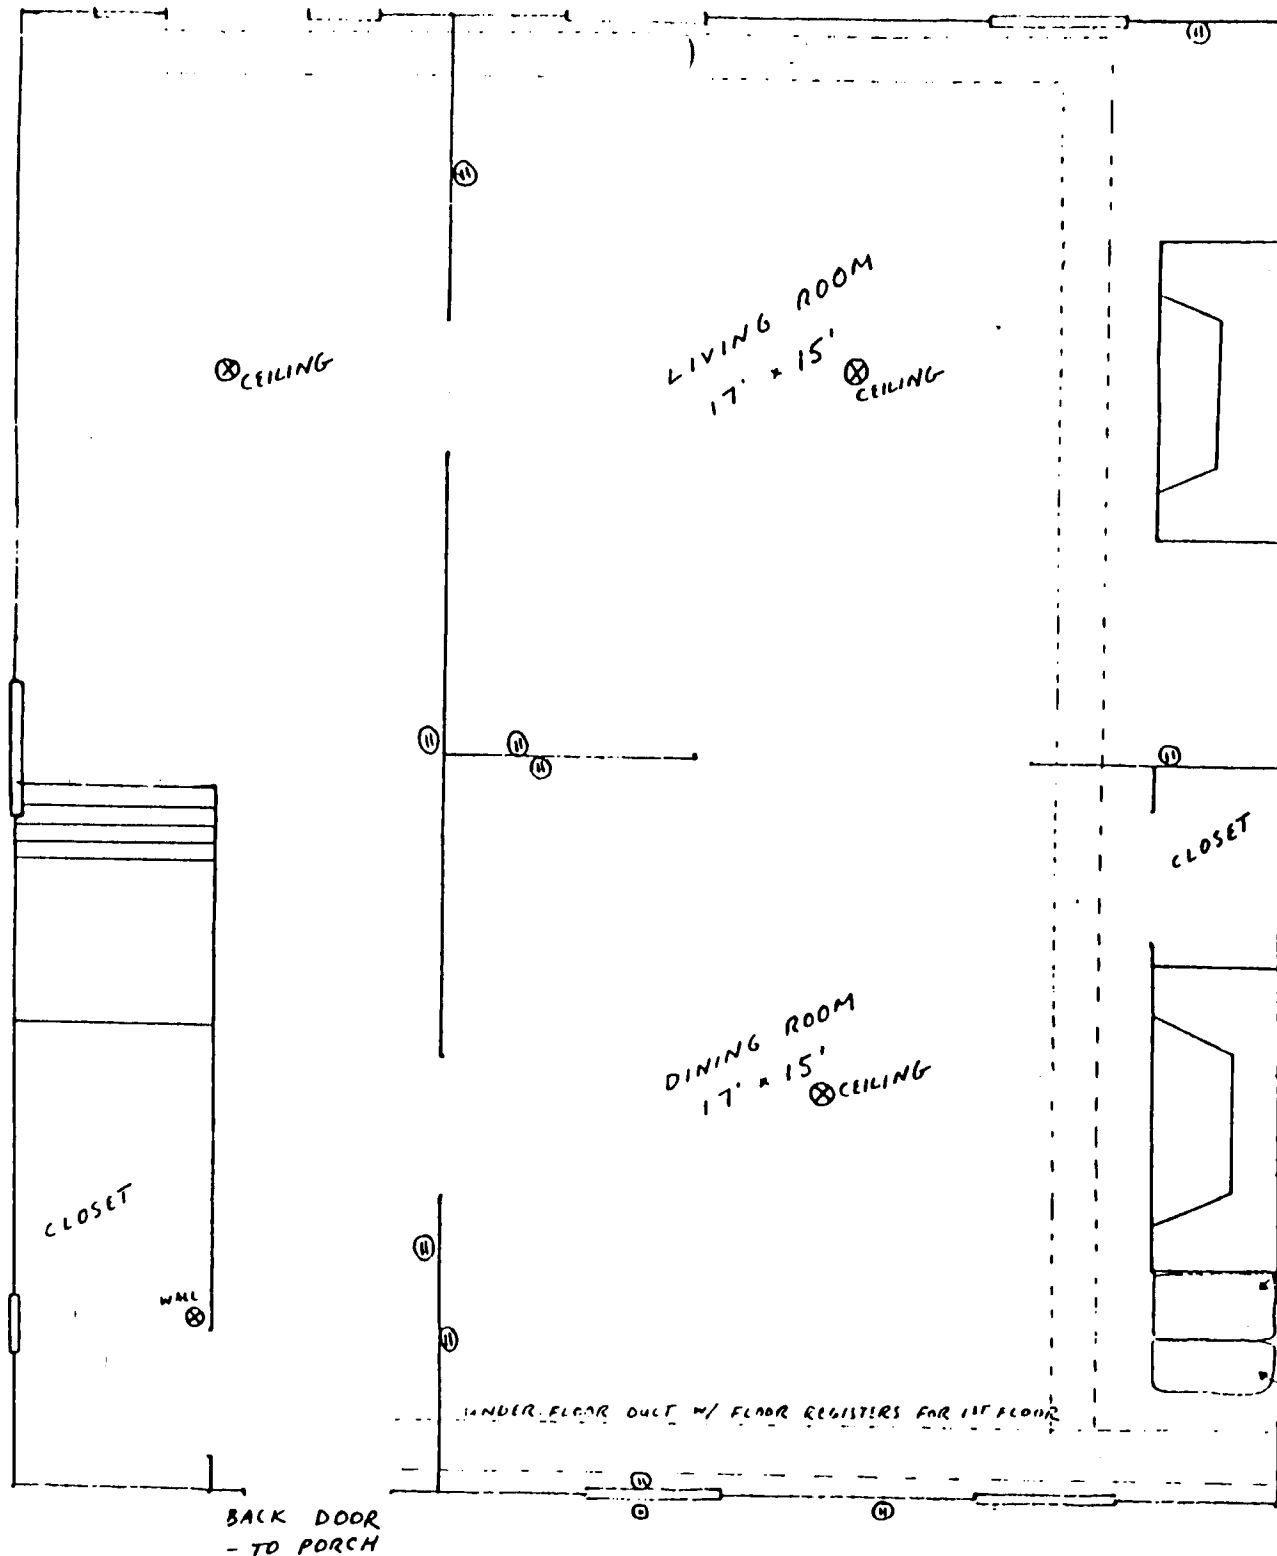 LIVING ROOM
17' x 15'
CEILING
CEILING
CLOSET
DINING ROOM
17' x 15'
CEILING
CLOSET
WALL
UNDER FLOOR DUCT W/ FLOOR REGISTERS FOR 1ST FLOOR
BACK DOOR
- TO PORCH